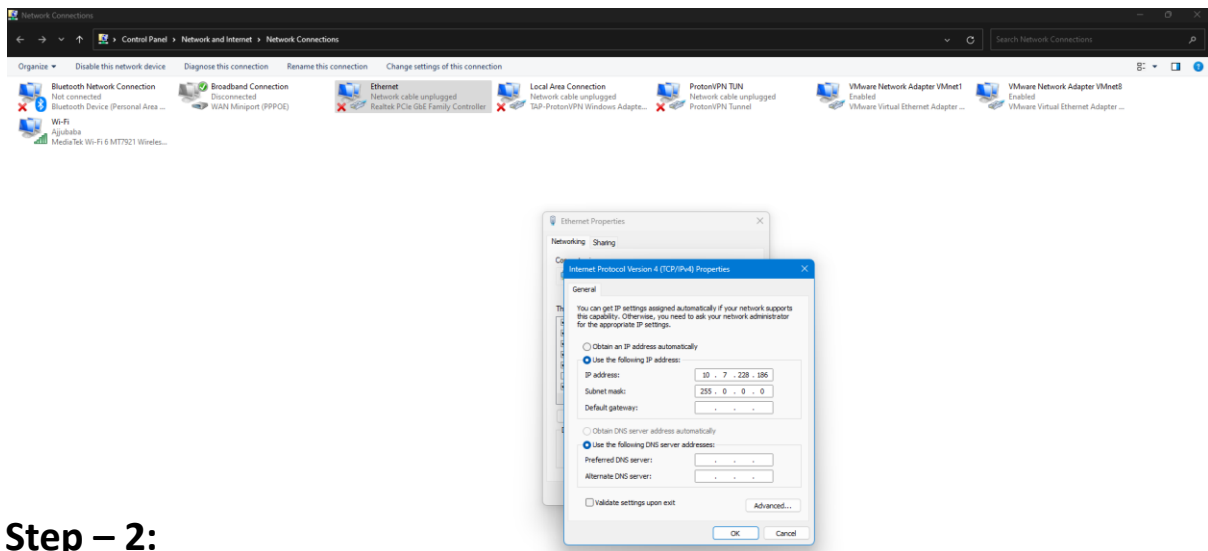 Network Connections
Control Panel > Network and Internet > Network Connections
Search Network Connections
Organize Disable this network device Diagnose this connection Rename this connection Change settings of this connection
Bluetooth Network Connection
Not connected
Bluetooth Device (Personal Area ...
Broadband Connection
Disconnected
WAN Miniport (PPPOE)
Ethernet
Network cable unplugged
Realtek PCIe GbE Family Controller
Local Area Connection
Network cable unplugged
TAP-ProtonVPN Windows Adapte...
ProtonVPN TUN
Network cable unplugged
ProtonVPN Tunnel
VMware Network Adapter VMnet1
Enabled
VMware Virtual Ethernet Adapter ...
VMware Network Adapter VMnet8
Enabled
VMware Virtual Ethernet Adapter ...
Wi-Fi
Ajjubaba
MediaTek Wi-Fi 6 MT7921 Wireles...
Ethernet Properties
Networking Sharing
Internet Protocol Version 4 (TCP/IPv4) Properties
General
You can get IP settings assigned automatically if your network supports
this capability. Otherwise, you need to ask your network administrator
for the appropriate IP settings.
Obtain an IP address automatically
Use the following IP address:
IP address: 10 . 7 . 228 . 186
Subnet mask: 255 . 0 . 0 . 0
Default gateway: . . .
Obtain DNS server address automatically
Use the following DNS server addresses:
Preferred DNS server: . . .
Alternate DNS server: . . .
Validate settings upon exit
Advanced...
OK Cancel
Step – 2: